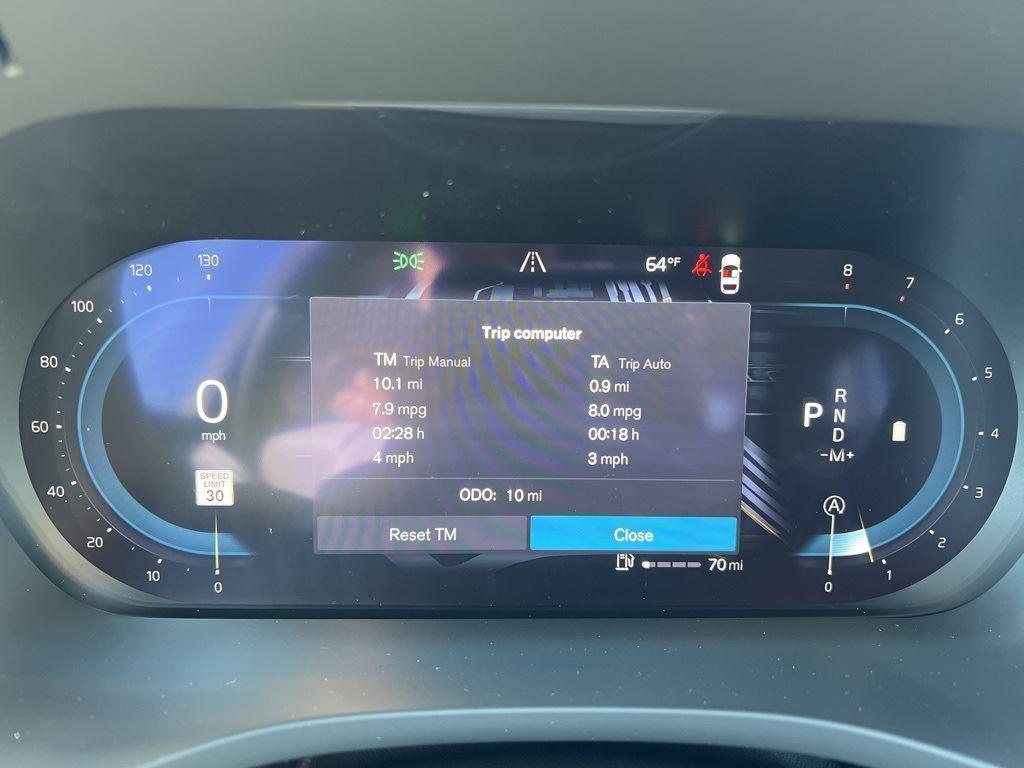 130
120
100
80
60
40
20
10
0
0
mph
SPEED
LIMIT
30
64°F
Trip computer
TM Trip Manual
10.1 mi
7.9 mpg
02:28 h
4 mph
TA Trip Auto
0.9 mi
8.0 mpg
00:18 h
3 mph
ODO: 10 mi
Reset TM
Close
70 mi
P
R
N
D
-M+
A
8
7
6
5
4
3
2
1
0